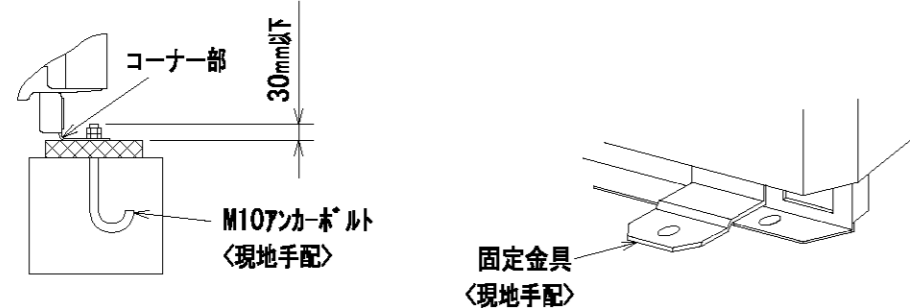 コーナー部
30mm以下
M10アンカーボルト
〈現地手配〉
固定金具
〈現地手配〉